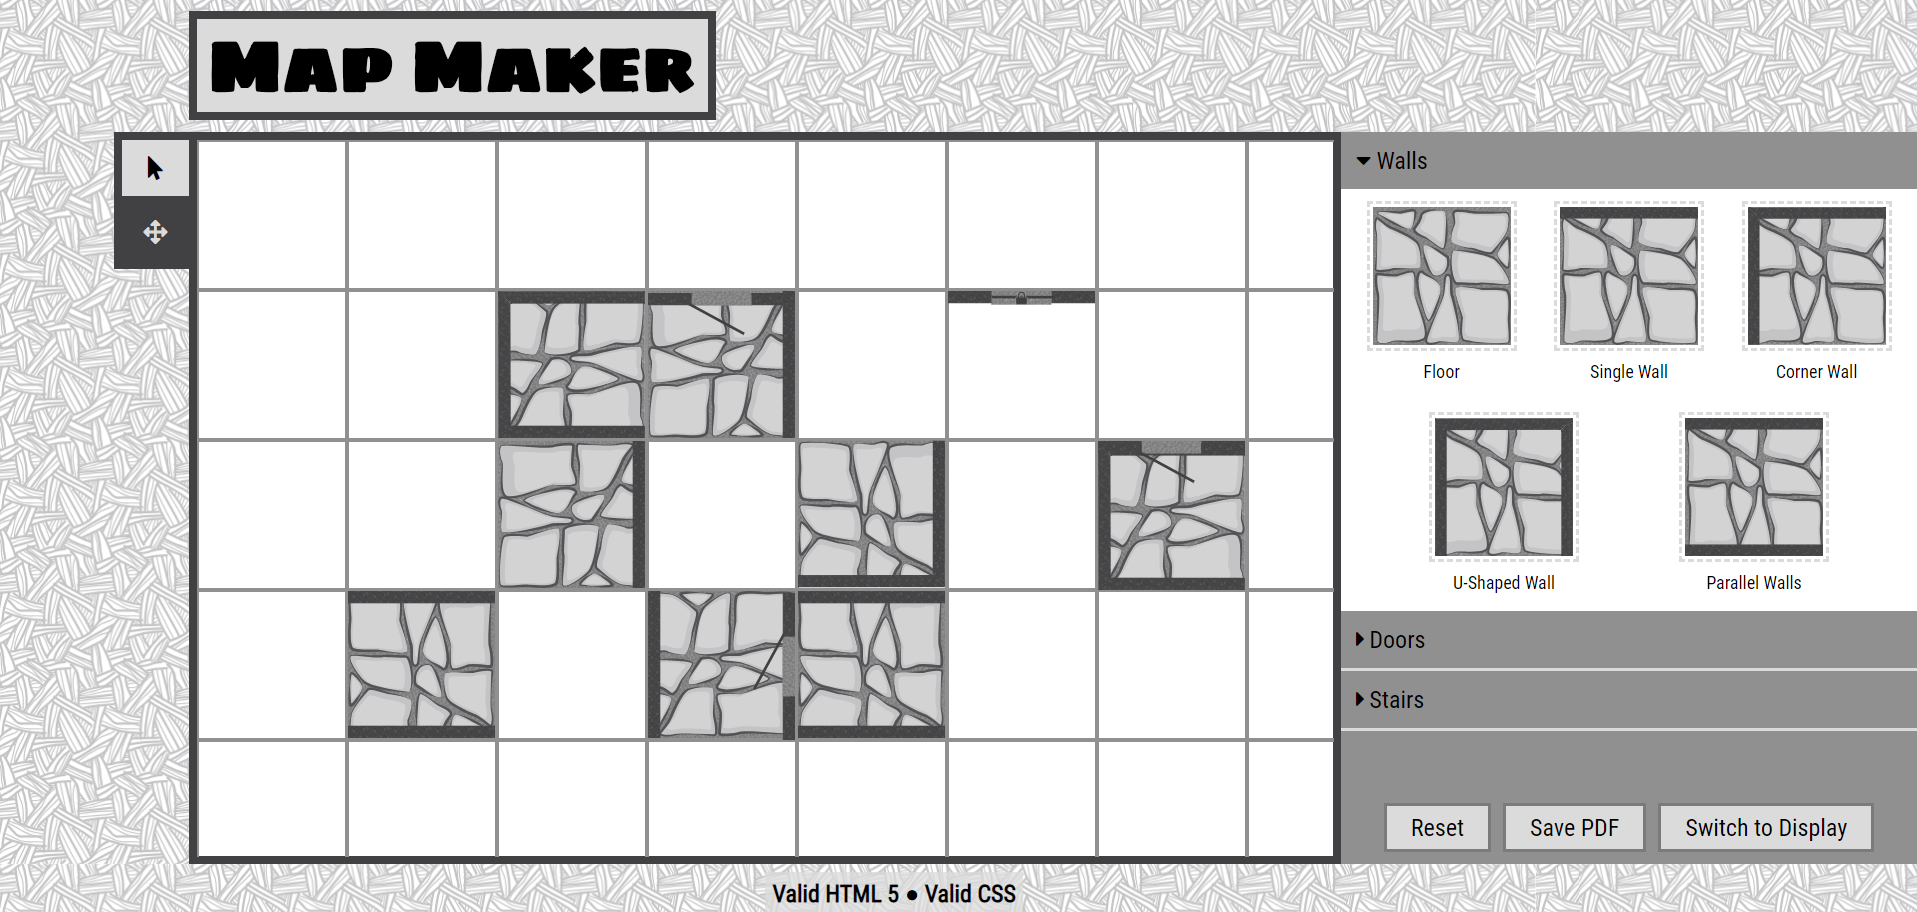 Map Maker
Walls
Floor
Single Wall
Corner Wall
U-Shaped Wall
Parallel Walls
Doors
Stairs
Reset
Save PDF
Switch to Display
Valid HTML 5 ● Valid CSS